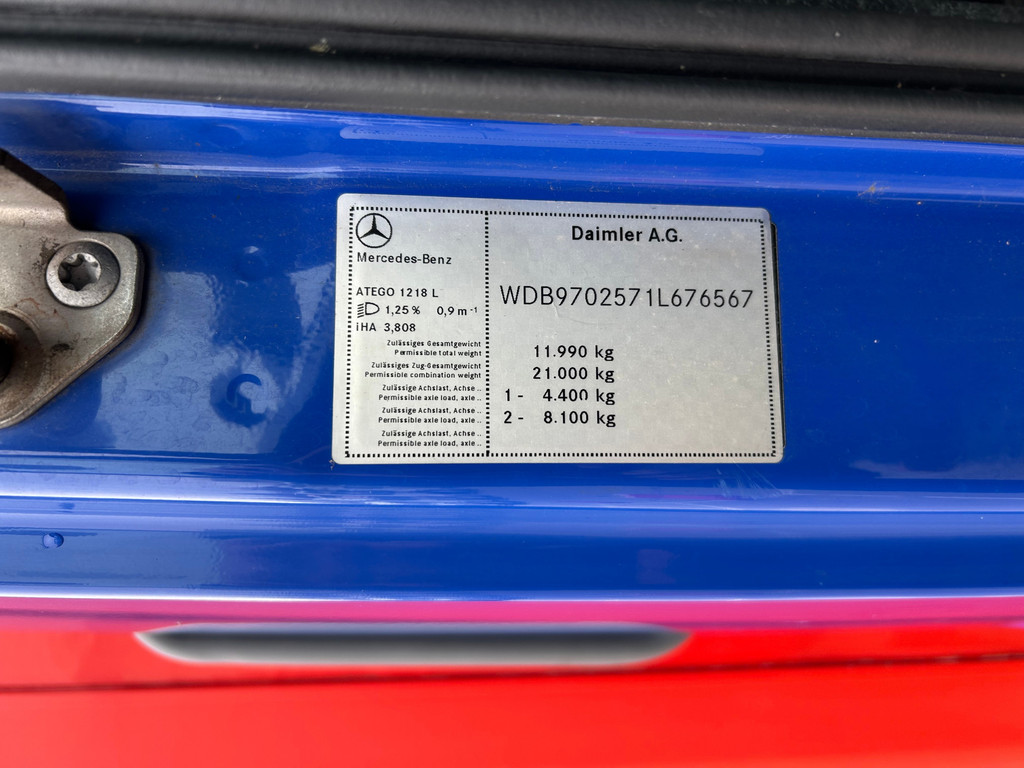 Daimler A.G.
Mercedes-Benz
WDB9702571L676567
ATEGO 1218 L
1,25 % 0,9 m⁻¹
iHA 3,808
Zulässiges Gesamtgewicht
Permissible total weight 11.990 kg
Zulässiges Zug-Gesamtgewicht
Permissible combination weight 21.000 kg
Zulässige Achslast, Achse ..
Permissible axle load, axle .. 1 - 4.400 kg
Zulässige Achslast, Achse ..
Permissible axle load, axle .. 2 - 8.100 kg
Zulässige Achslast, Achse ..
Permissible axle load, axle ..